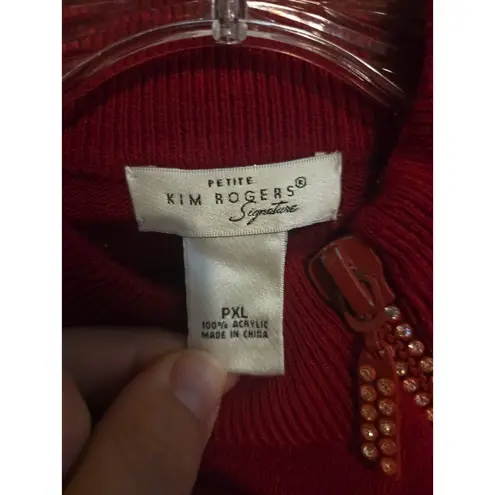 PETITE
KIM ROGERS®
Signature
PXL
100% ACRYLIC
MADE IN CHINA